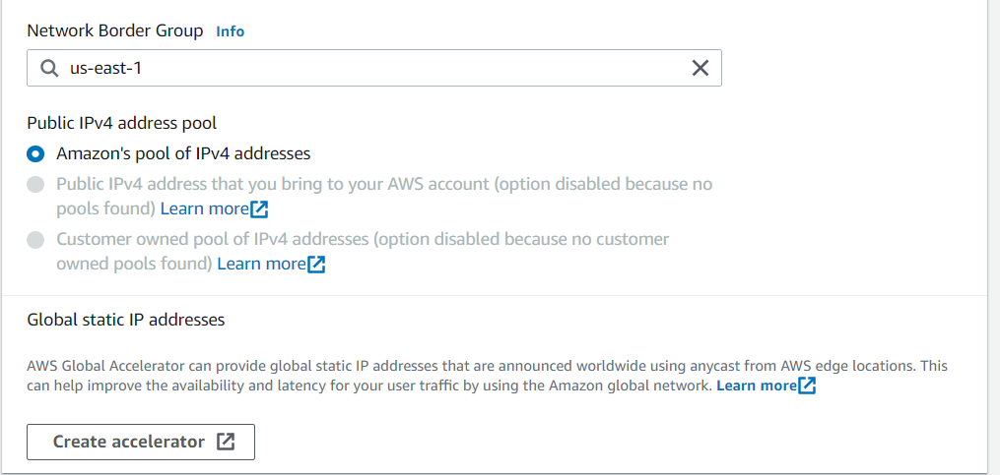 Network Border Group Info
us-east-1
Public IPv4 address pool
Amazon's pool of IPv4 addresses
Public IPv4 address that you bring to your AWS account (option disabled because no
pools found) Learn more
Customer owned pool of IPv4 addresses (option disabled because no customer
owned pools found) Learn more
Global static IP addresses
AWS Global Accelerator can provide global static IP addresses that are announced worldwide using anycast from AWS edge locations. This
can help improve the availability and latency for your user traffic by using the Amazon global network. Learn more
Create accelerator